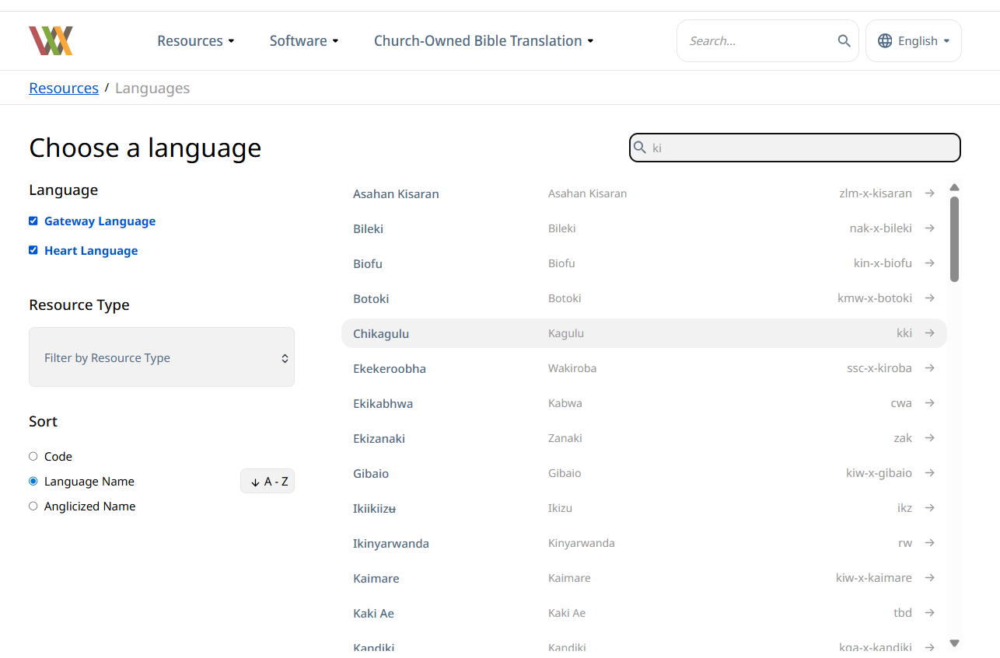 Resources Software Church-Owned Bible Translation Search... English
Resources / Languages
Choose a language
ki
Language
Gateway Language
Heart Language
Resource Type
Filter by Resource Type
Sort
Code
Language Name
A - Z
Anglicized Name
Asahan Kisaran Asahan Kisaran zlm-x-kisaran
Bileki Bileki nak-x-bileki
Biofu Biofu kin-x-biofu
Botoki Botoki kmw-x-botoki
Chikagulu Kagulu kki
Ekekeroobha Wakiroba ssc-x-kiroba
Ekikabhwa Kabwa cwa
Ekizanaki Zanaki zak
Gibaio Gibaio kiw-x-gibaio
Ikiikiizʉ Ikizu ikz
Ikinyarwanda Kinyarwanda rw
Kaimare Kaimare kiw-x-kaimare
Kaki Ae Kaki Ae tbd
Kandiki Kandiki kga-x-kandiki